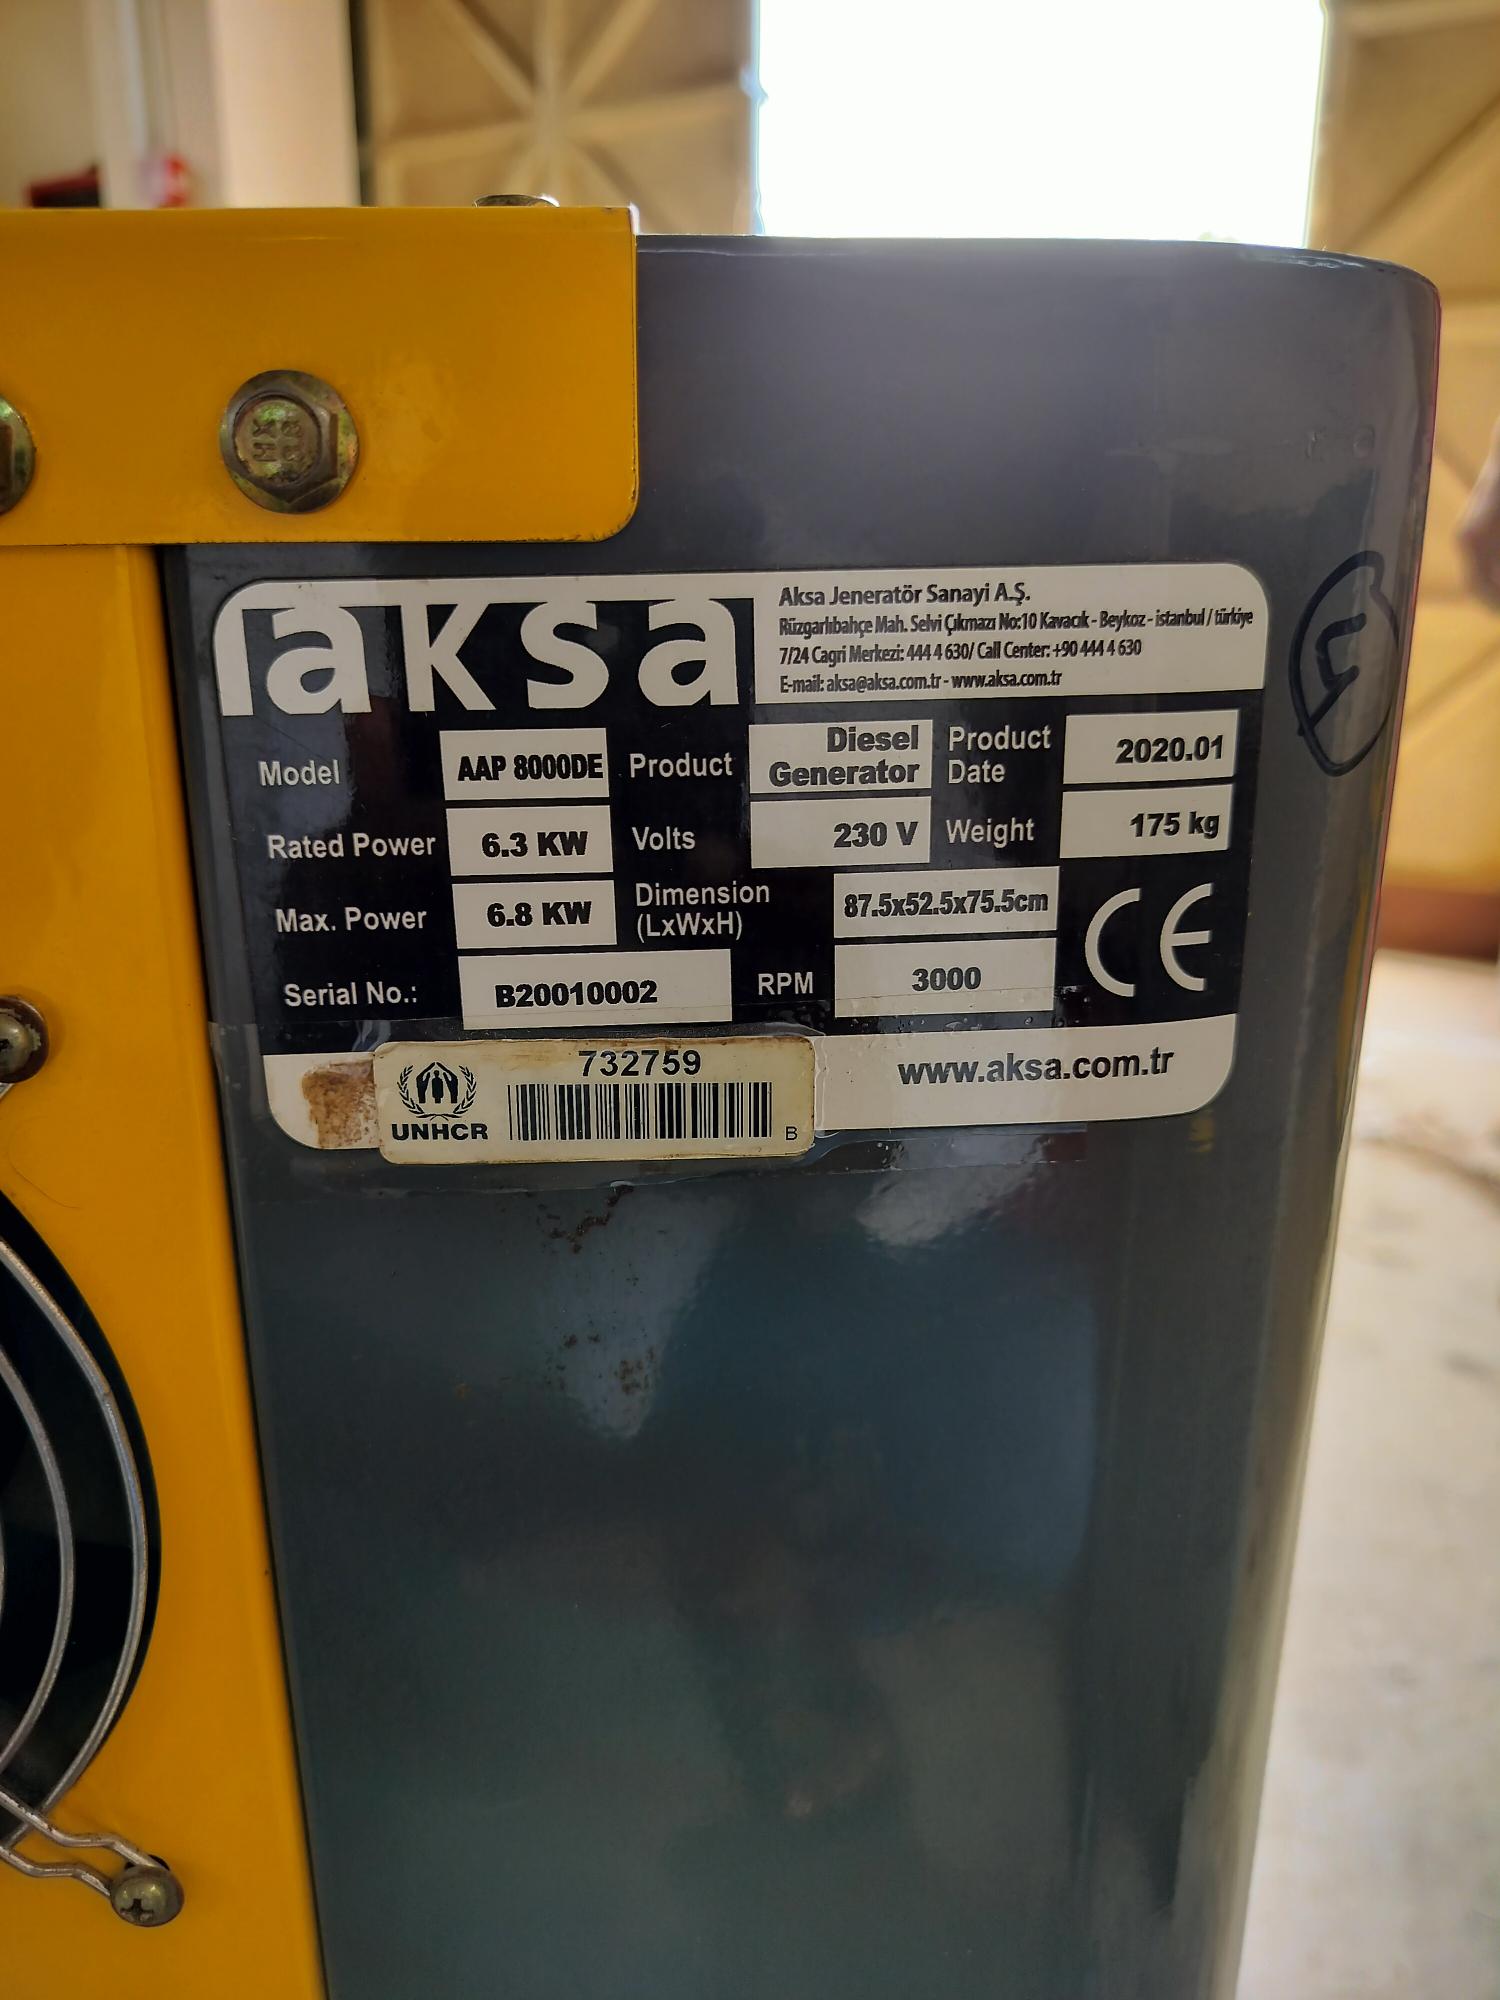 aksa
Aksa Jeneratör Sanayi A.Ş.
Rüzgarlıbahçe Mah. Selvi Çıkmazı No:10 Kavacık - Beykoz - istanbul / türkiye
7/24 Cagri Merkezi: 444 4 630/ Call Center: +90 444 4 630
E-mail: aksa@aksa.com.tr - www.aksa.com.tr
Model AAP 8000DE Product Diesel Generator Product Date 2020.01
Rated Power 6.3 KW Volts 230 V Weight 175 kg
Max. Power 6.8 KW Dimension (LxWxH) 87.5x52.5x75.5cm
CE
Serial No.: B20010002 RPM 3000
732759
UNHCR
B
www.aksa.com.tr